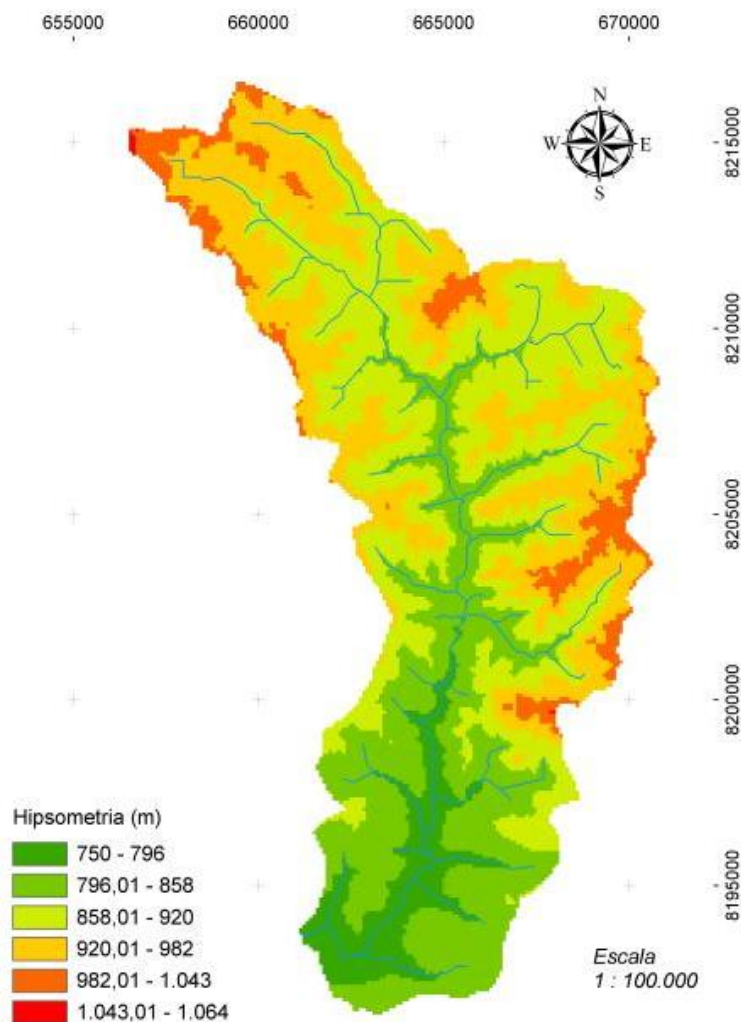 655000 660000 665000 670000
N
W E
S
8215000
8210000
8205000
8200000
8195000
Hipsometria (m)
750 - 796
796,01 - 858
858,01 - 920
920,01 - 982
982,01 - 1.043
1.043,01 - 1.064
Escala
1 : 100.000